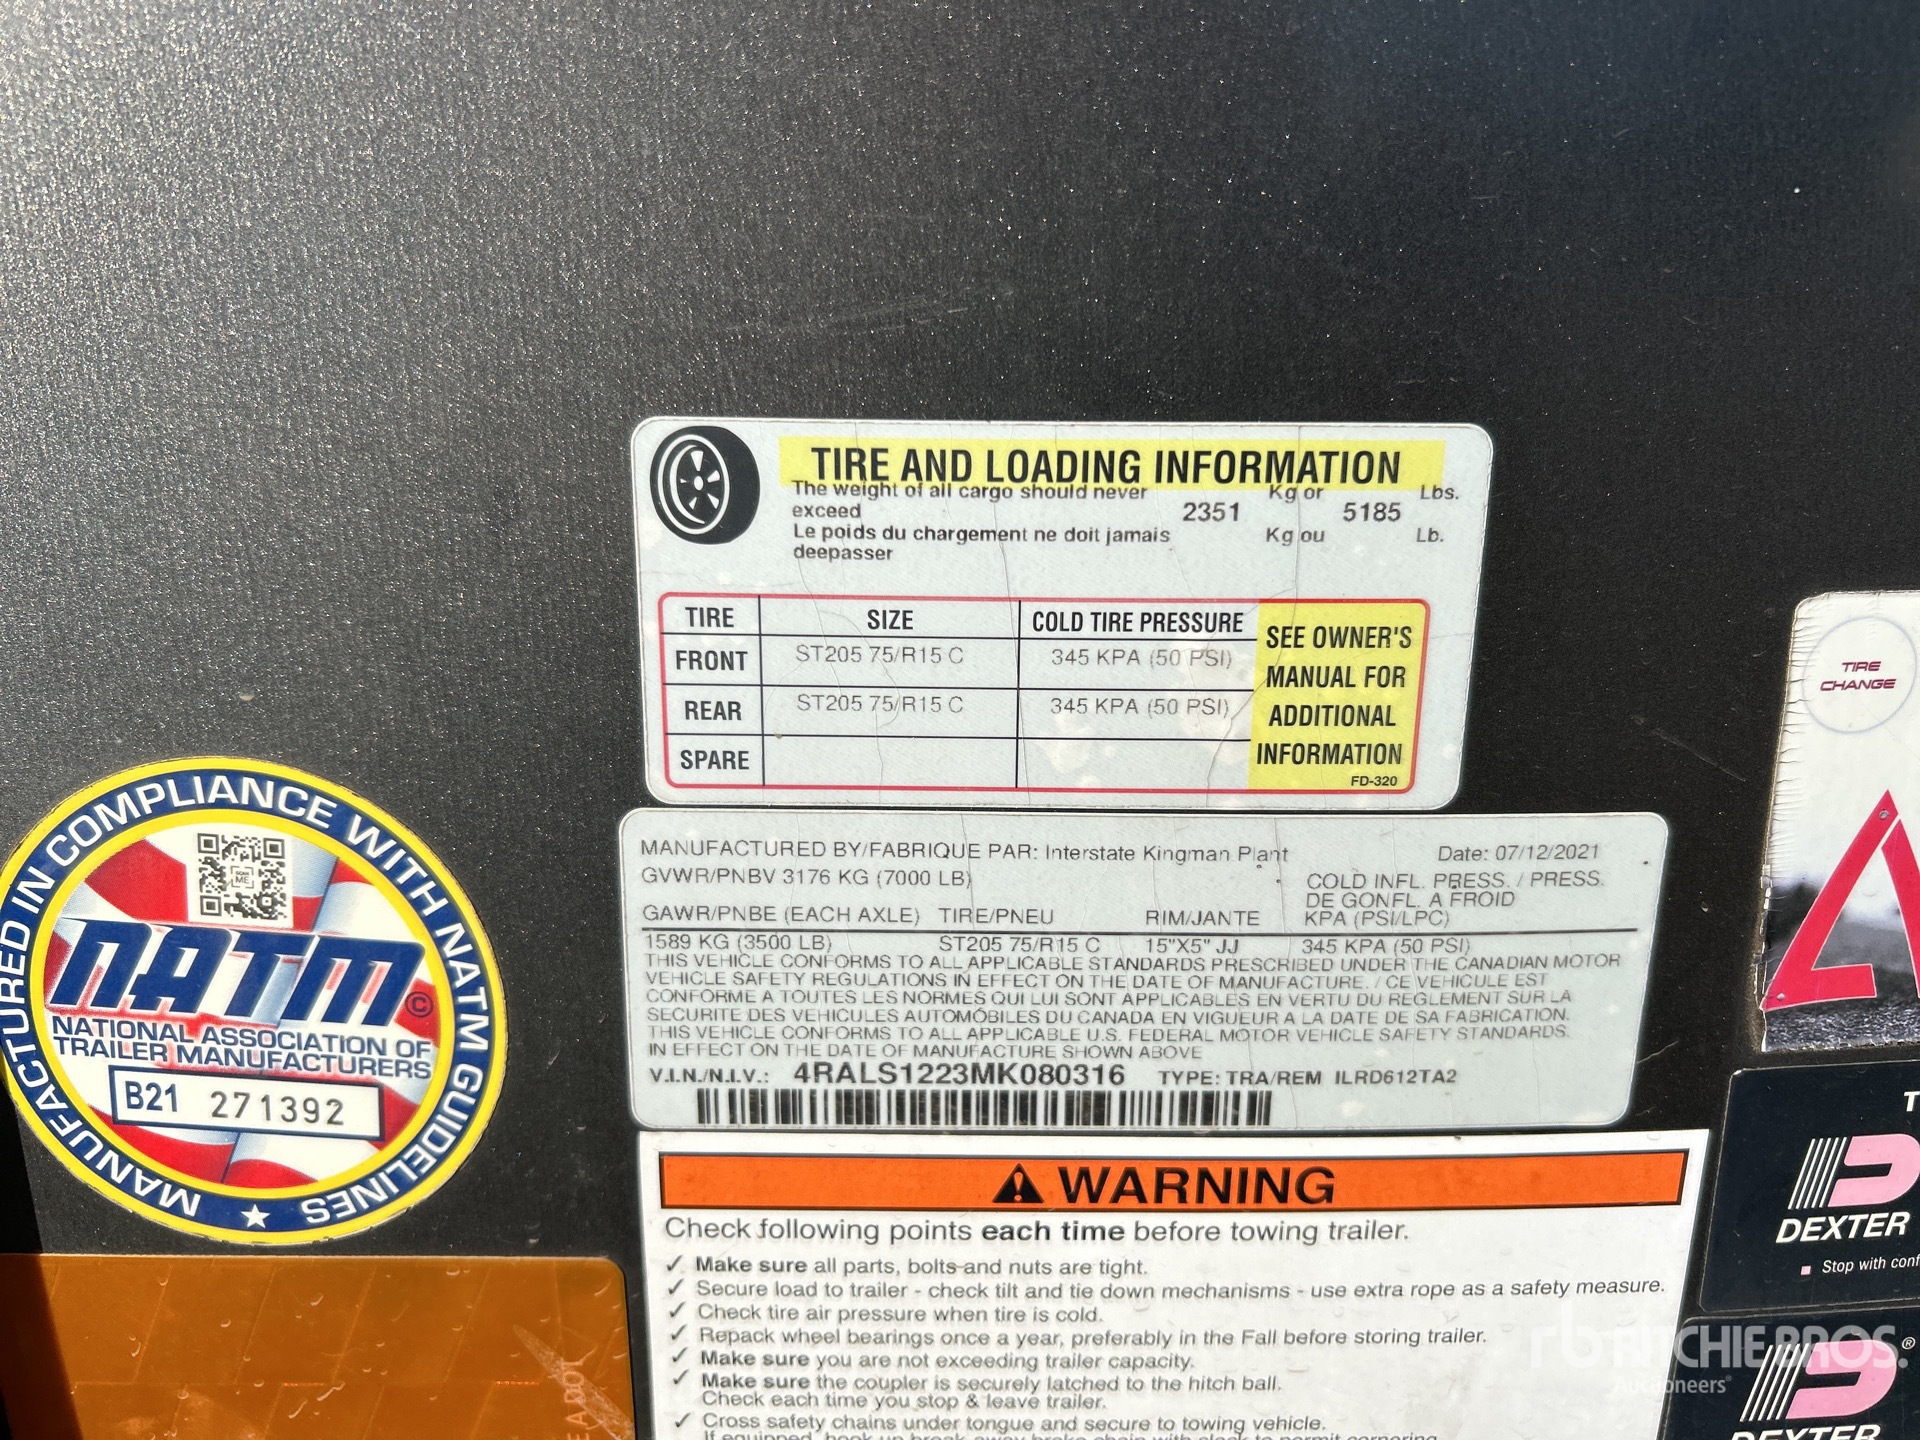 TIRE AND LOADING INFORMATION
The weight of all cargo should never exceed 2351 Kg or 5185 Lbs.
Le poids du chargement ne doit jamais deepasser Kg ou Lb.
TIRE SIZE COLD TIRE PRESSURE
FRONT ST205 75/R15 C 345 KPA (50 PSI)
REAR ST205 75/R15 C 345 KPA (50 PSI)
SPARE
SEE OWNER'S
MANUAL FOR
ADDITIONAL
INFORMATION
FD-320
TIRE
CHANGE
MANUFACTURED IN COMPLIANCE WITH NATM GUIDELINES
SCAN
ME
NATM ©
NATIONAL ASSOCIATION OF
TRAILER MANUFACTURERS
B21 271392
MANUFACTURED BY/FABRIQUE PAR: Interstate Kingman Plant Date: 07/12/2021
GVWR/PNBV 3176 KG (7000 LB)
COLD INFL. PRESS. / PRESS.
DE GONFL. A FROID
GAWR/PNBE (EACH AXLE) TIRE/PNEU RIM/JANTE KPA (PSI/LPC)
1589 KG (3500 LB) ST205 75/R15 C 15"X5" JJ 345 KPA (50 PSI)
THIS VEHICLE CONFORMS TO ALL APPLICABLE STANDARDS PRESCRIBED UNDER THE CANADIAN MOTOR
VEHICLE SAFETY REGULATIONS IN EFFECT ON THE DATE OF MANUFACTURE. / CE VEHICULE EST
CONFORME A TOUTES LES NORMES QUI LUI SONT APPLICABLES EN VERTU DU REGLEMENT SUR LA
SECURITE DES VEHICULES AUTOMOBILES DU CANADA EN VIGUEUR A LA DATE DE SA FABRICATION.
THIS VEHICLE CONFORMS TO ALL APPLICABLE U.S. FEDERAL MOTOR VEHICLE SAFETY STANDARDS.
IN EFFECT ON THE DATE OF MANUFACTURE SHOWN ABOVE
V.I.N./N.I.V.: 4RALS1223MK080316 TYPE: TRA/REM ILRD612TA2
WARNING
Check following points each time before towing trailer.
✓ Make sure all parts, bolts and nuts are tight.
✓ Secure load to trailer - check tilt and tie down mechanisms - use extra rope as a safety measure.
✓ Check tire air pressure when tire is cold.
✓ Repack wheel bearings once a year, preferably in the Fall before storing trailer.
✓ Make sure you are not exceeding trailer capacity.
✓ Make sure the coupler is securely latched to the hitch ball.
Check each time you stop & leave trailer.
✓ Cross safety chains under tongue and secure to towing vehicle.
DEXTER
Stop with conf
DEXTER
rb RITCHIE BROS.
Auctioneers®